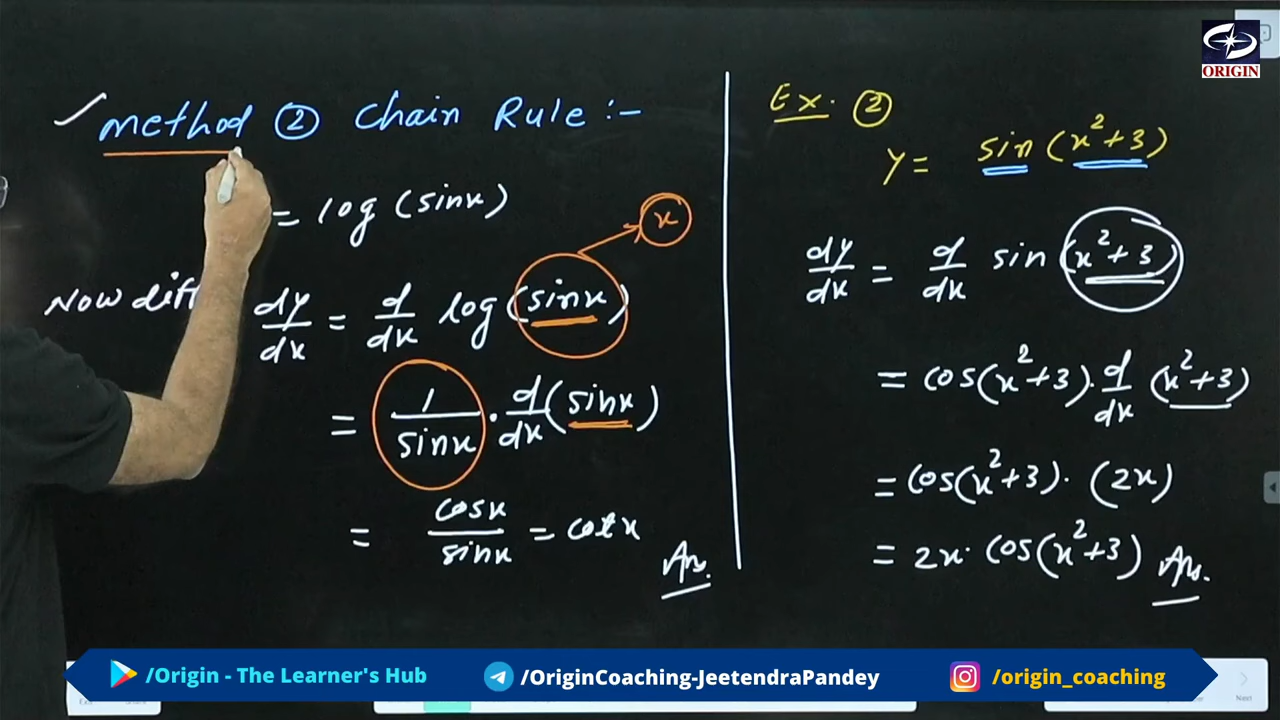 method ② Chain Rule :-
= log (sinx)
x
Now diff
dy/dx = d/dx log (sinx)
= 1/sinx · d/dx (sinx)
= cosx/sinx = cotx
Ans.
Ex. ②
y = sin (x²+3)
dy/dx = d/dx sin (x²+3)
= cos(x²+3) · d/dx (x²+3)
= cos(x²+3) · (2x)
= 2x · cos(x²+3) Ans.
ORIGIN
/Origin - The Learner's Hub
/OriginCoaching-JeetendraPandey
/origin_coaching
Next